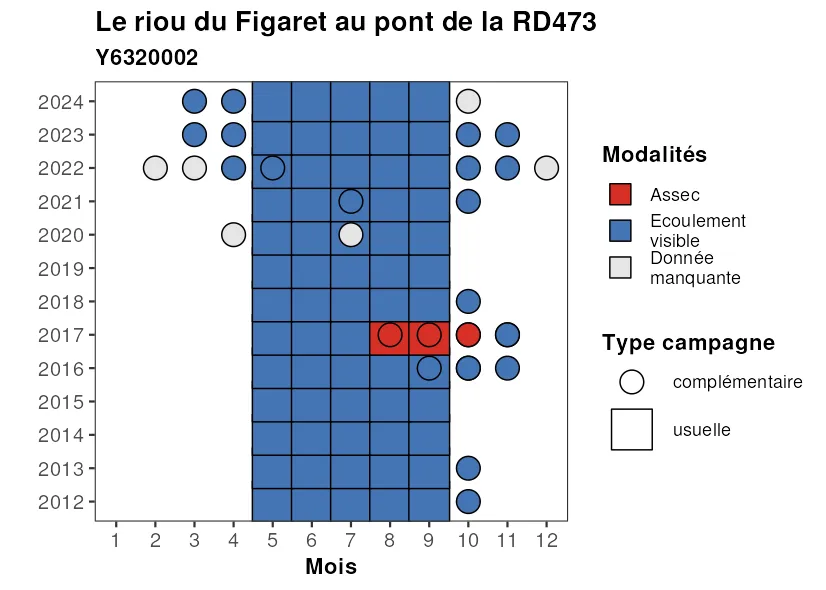 Le riou du Figaret au pont de la RD473
Y6320002
2024
2023
2022
2021
2020
2019
2018
2017
2016
2015
2014
2013
2012
1 2 3 4 5 6 7 8 9 10 11 12
Mois
Modalités
Assec
Ecoulement
visible
Donnée
manquante
Type campagne
complémentaire
usuelle